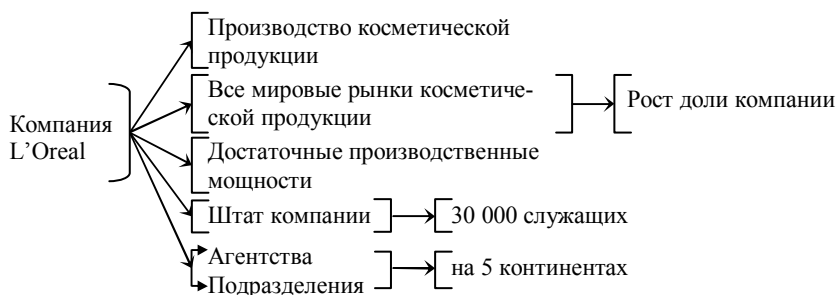 Производство косметической
продукции
Все мировые рынки косметиче-
ской продукции
Рост доли компании
Компания
L’Oreal
Достаточные производственные
мощности
Штат компании
30 000 служащих
Агентства
Подразделения
на 5 континентах